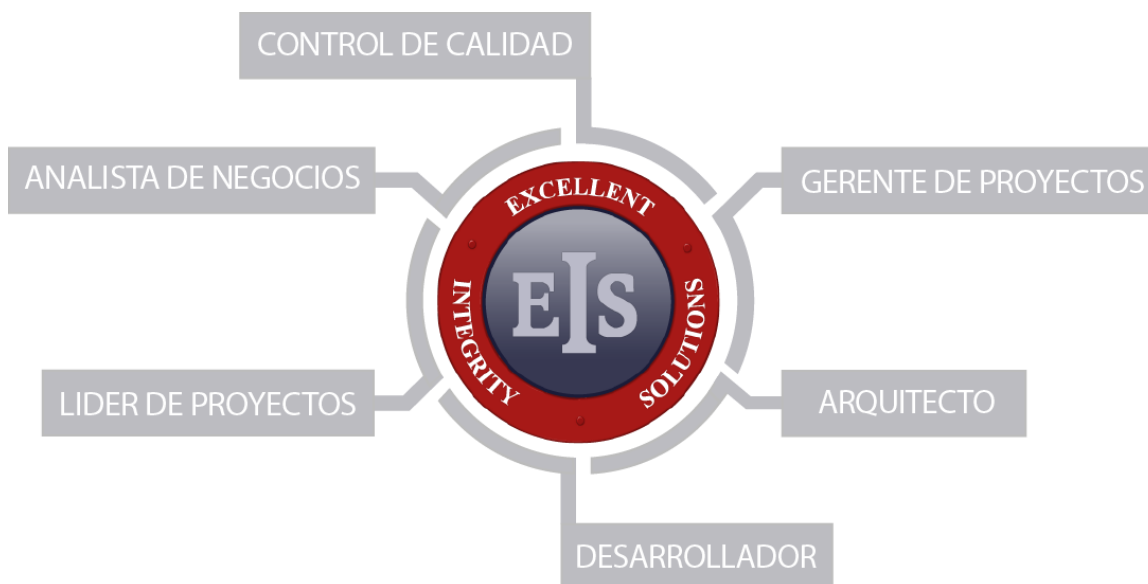 CONTROL DE CALIDAD
ANALISTA DE NEGOCIOS
GERENTE DE PROYECTOS
EXCELLENT
EIS
INTEGRITY
SOLUTIONS
LIDER DE PROYECTOS
ARQUITECTO
DESARROLLADOR